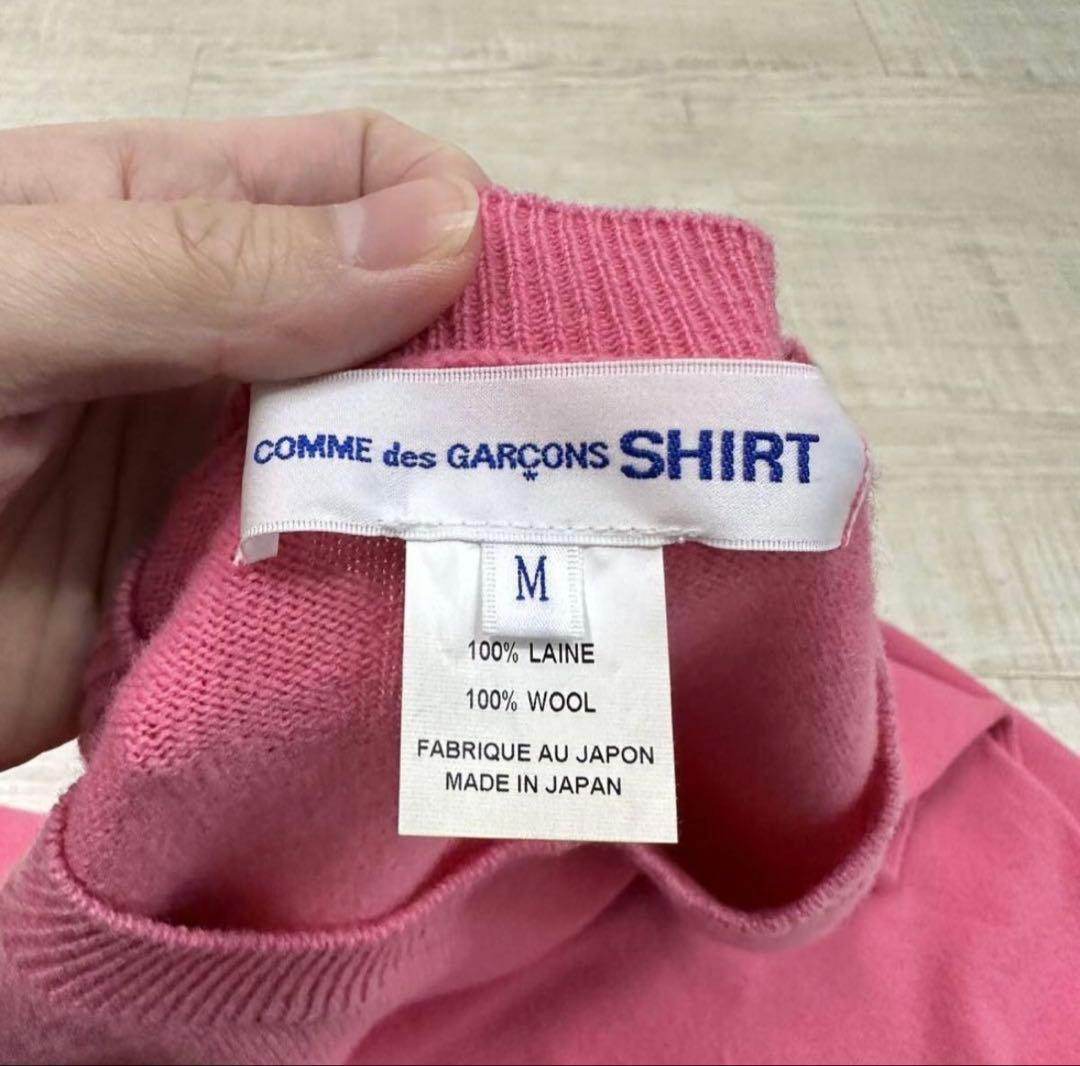 COMME des GARÇONS SHIRT
M
100% LAINE
100% WOOL
FABRIQUE AU JAPON
MADE IN JAPAN